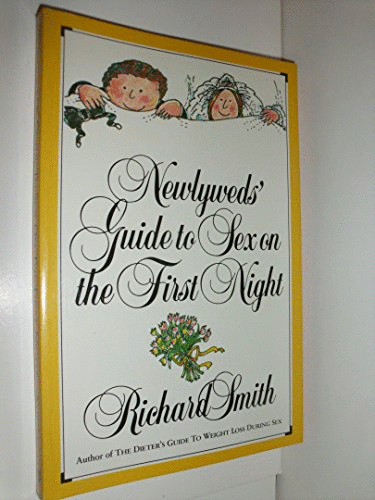 Newlyweds'
Guide to Sex on
the First Night
Richard Smith
Author of THE DIETER'S GUIDE TO WEIGHT LOSS DURING SEX